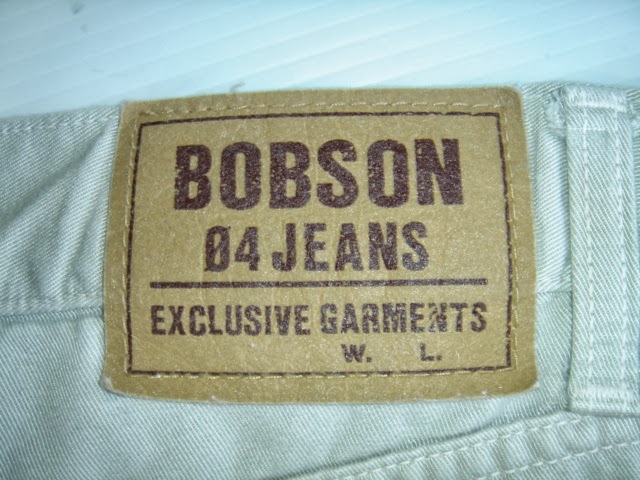 BOBSON
Ø4 JEANS
EXCLUSIVE GARMENTS
W. L.